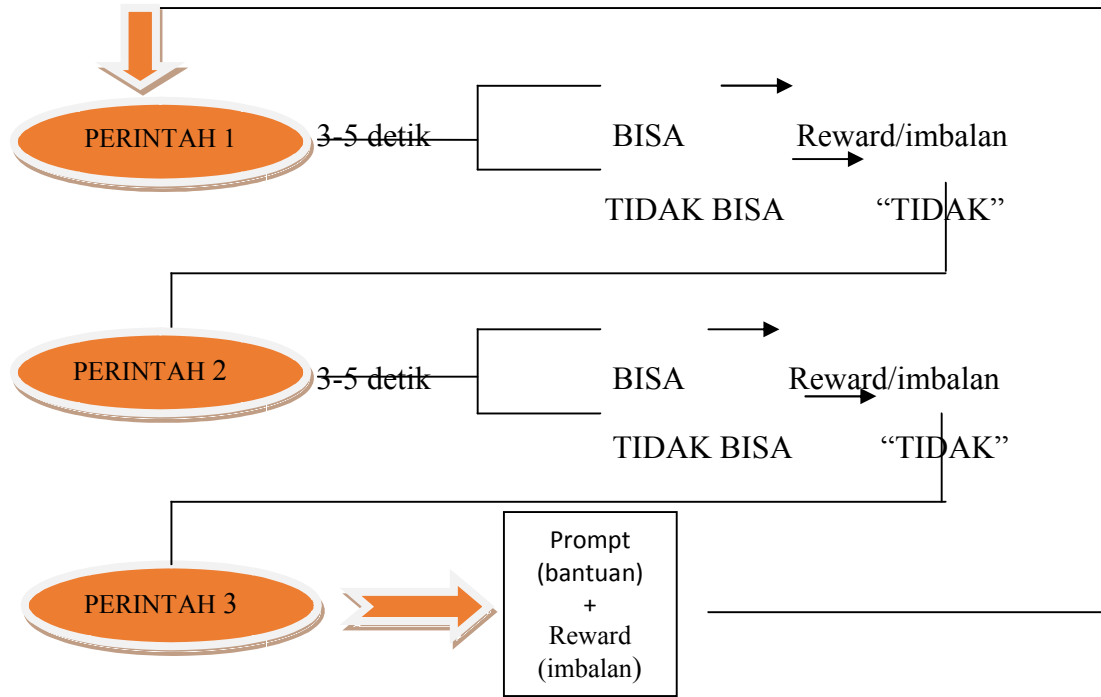 PERINTAH 1 3-5 detik BISA Reward/imbalan
TIDAK BISA “TIDAK”
PERINTAH 2 3-5 detik BISA Reward/imbalan
TIDAK BISA “TIDAK”
PERINTAH 3
Prompt
(bantuan)
+
Reward
(imbalan)